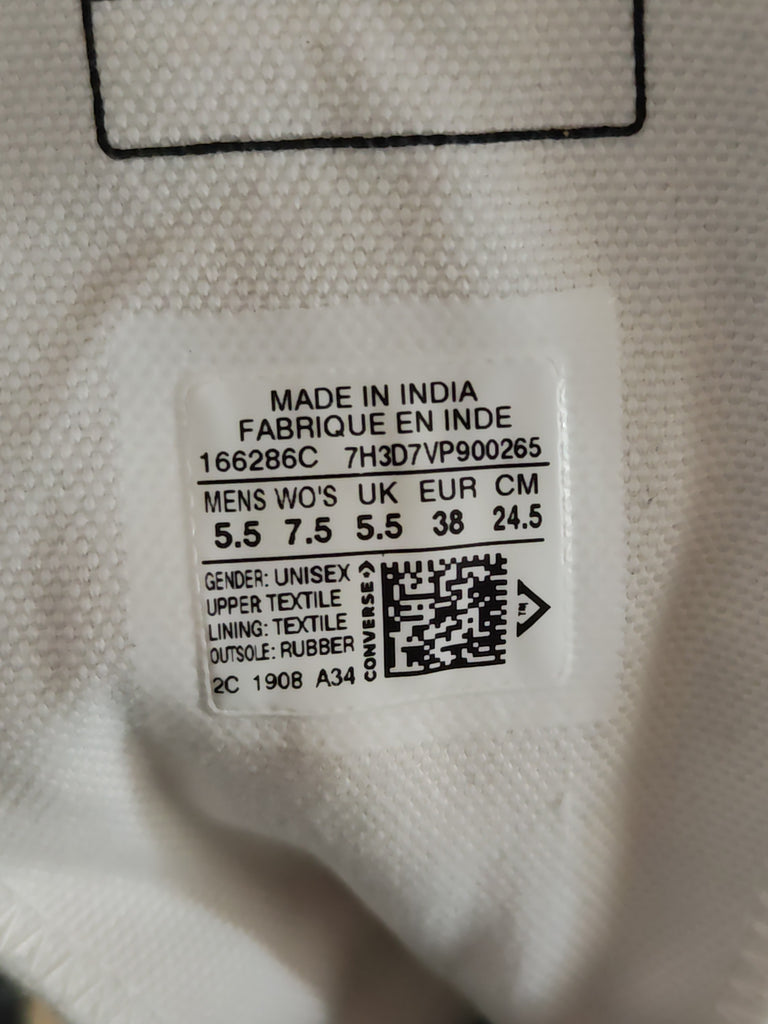 MADE IN INDIA
FABRIQUE EN INDE
166286C 7H3D7VP900265
MENS WO'S UK EUR CM
5.5 7.5 5.5 38 24.5
GENDER: UNISEX
UPPER TEXTILE
LINING: TEXTILE
OUTSOLE: RUBBER
2C 1908 A34
CONVERSE
TM